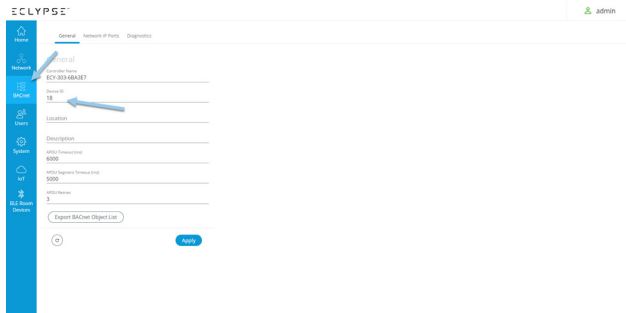 ECLYPSE™
admin
Home
Network
BACnet
Users
System
IoT
BLE Room
Devices
General
Network IP Ports
Diagnostics
General
Controller Name
ECY-303-6BA3E7
Device ID
18
Location
Description
APDU Timeout (ms)
6000
APDU Segment Timeout (ms)
5000
APDU Retries
3
Export BACnet Object List
Apply